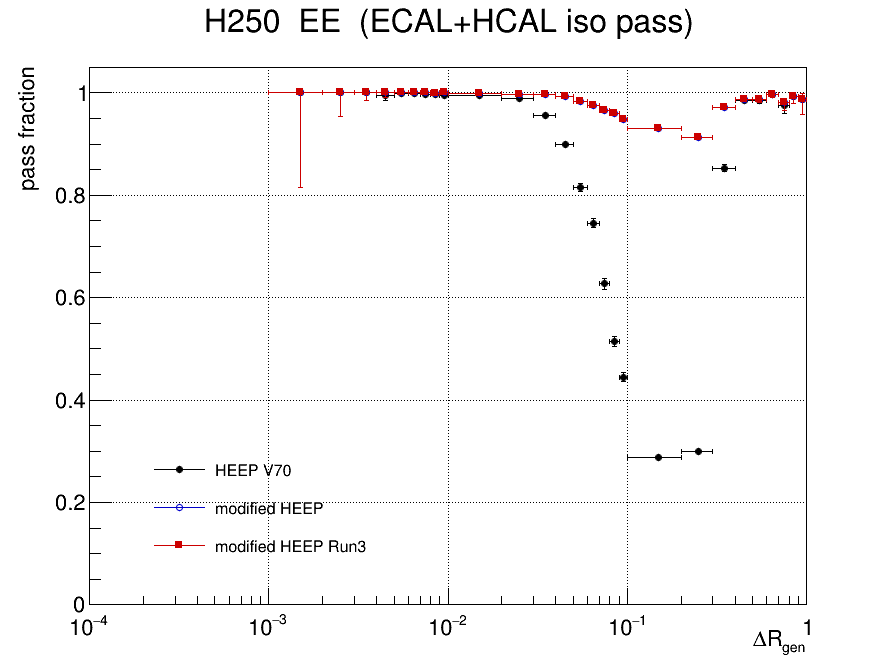 H250 EE (ECAL+HCAL iso pass)
pass fraction
1
0.8
0.6
0.4
0.2
0
HEEP V70
modified HEEP
modified HEEP Run3
10⁻⁴ 10⁻³ 10⁻² 10⁻¹ 1
ΔR_gen